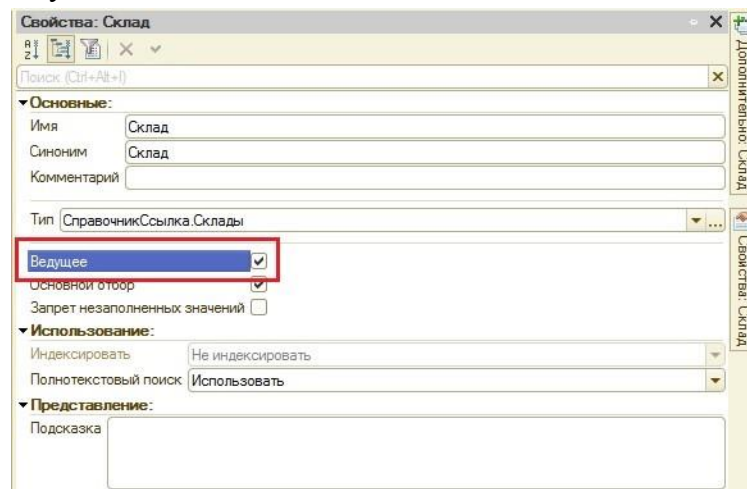 Свойства: Склад
Поиск (Ctrl+Alt+I)
Основные:
Имя Склад
Синоним Склад
Комментарий
Тип СправочникСсылка.Склады ...
Ведущее
Основной отбор
Запрет незаполненных значений
Использование:
Индексировать Не индексировать
Полнотекстовый поиск Использовать
Представление:
Подсказка
Дополнительно: Склад
Свойства: Склад